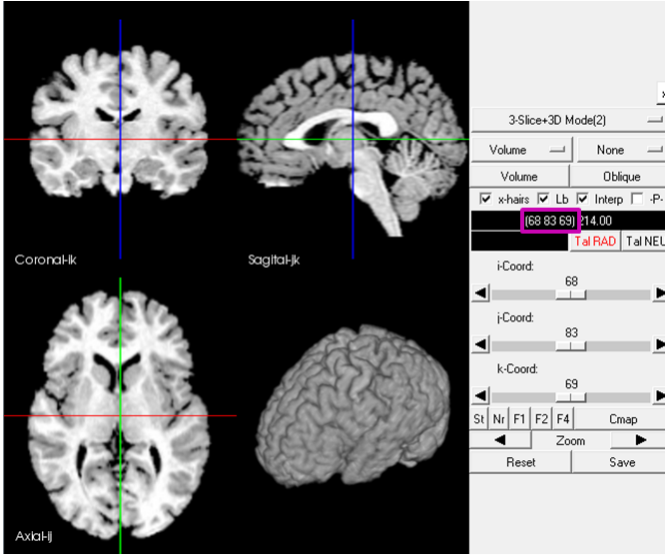 x
3-Slice+3D Mode(2)
Volume None
Volume Oblique
x-hairs Lb Interp -P-
(68 83 69) 214.00
Tal RAD Tal NEU
i-Coord:
68
j-Coord:
83
k-Coord:
69
St Nr F1 F2 F4 Cmap
Zoom
Reset Save
Coronal-ik
Sagital-jk
Axial-ij